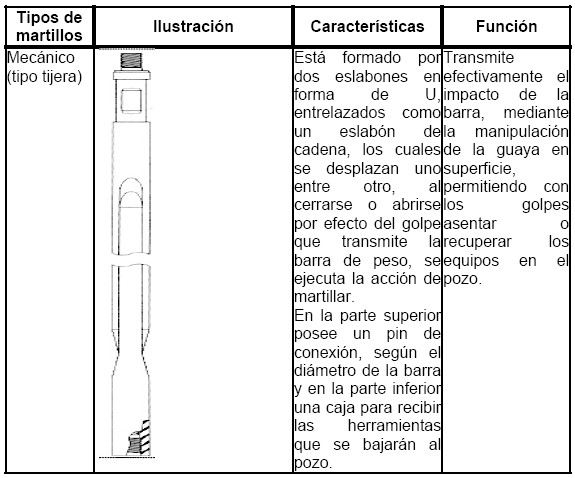 Tipos de
martillos
Ilustración
Características
Función
Mecánico
(tipo tijera)
Está formado por
dos eslabones en
forma de U,
entrelazados como
un eslabón de
cadena, los cuales
se desplazan uno
entre otro, al
cerrarse o abrirse
por efecto del golpe
que transmite la
barra de peso, se
ejecuta la acción de
martillar.
En la parte superior
posee un pin de
conexión, según el
diámetro de la barra
y en la parte inferior
una caja para recibir
las herramientas
que se bajarán al
pozo.
Transmite
efectivamente el
impacto de la
barra, mediante
la manipulación
de la guaya en
superficie,
permitiendo con
los golpes
asentar o
recuperar los
equipos en el
pozo.